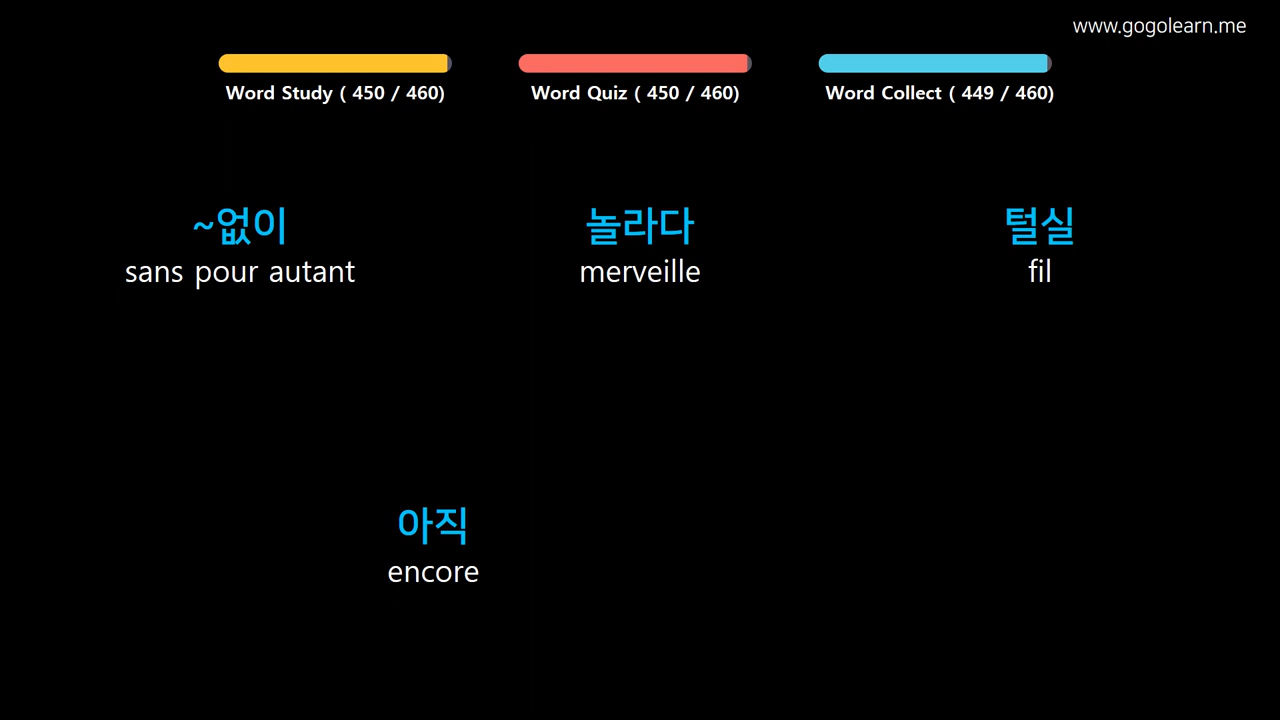 www.gogolearn.me
Word Study ( 450 / 460)
Word Quiz ( 450 / 460)
Word Collect ( 449 / 460)
~없이
sans pour autant
놀라다
merveille
털실
fil
아직
encore